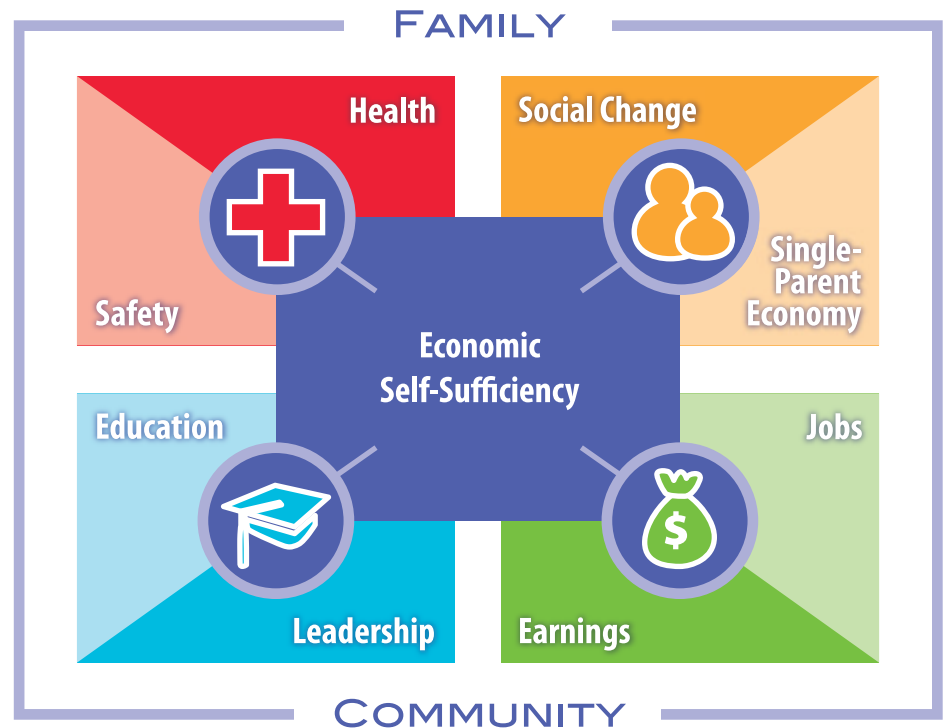 FAMILY
Health
Social Change
Safety
Single-
Parent
Economy
Economic
Self-Sufficiency
Education
Jobs
$
Leadership
Earnings
COMMUNITY